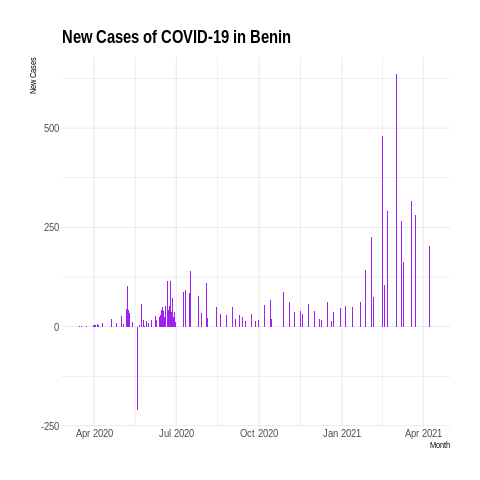 New Cases of COVID-19 in Benin
New Cases
500
250
0
-250
Apr 2020 Jul 2020 Oct 2020 Jan 2021 Apr 2021
Month